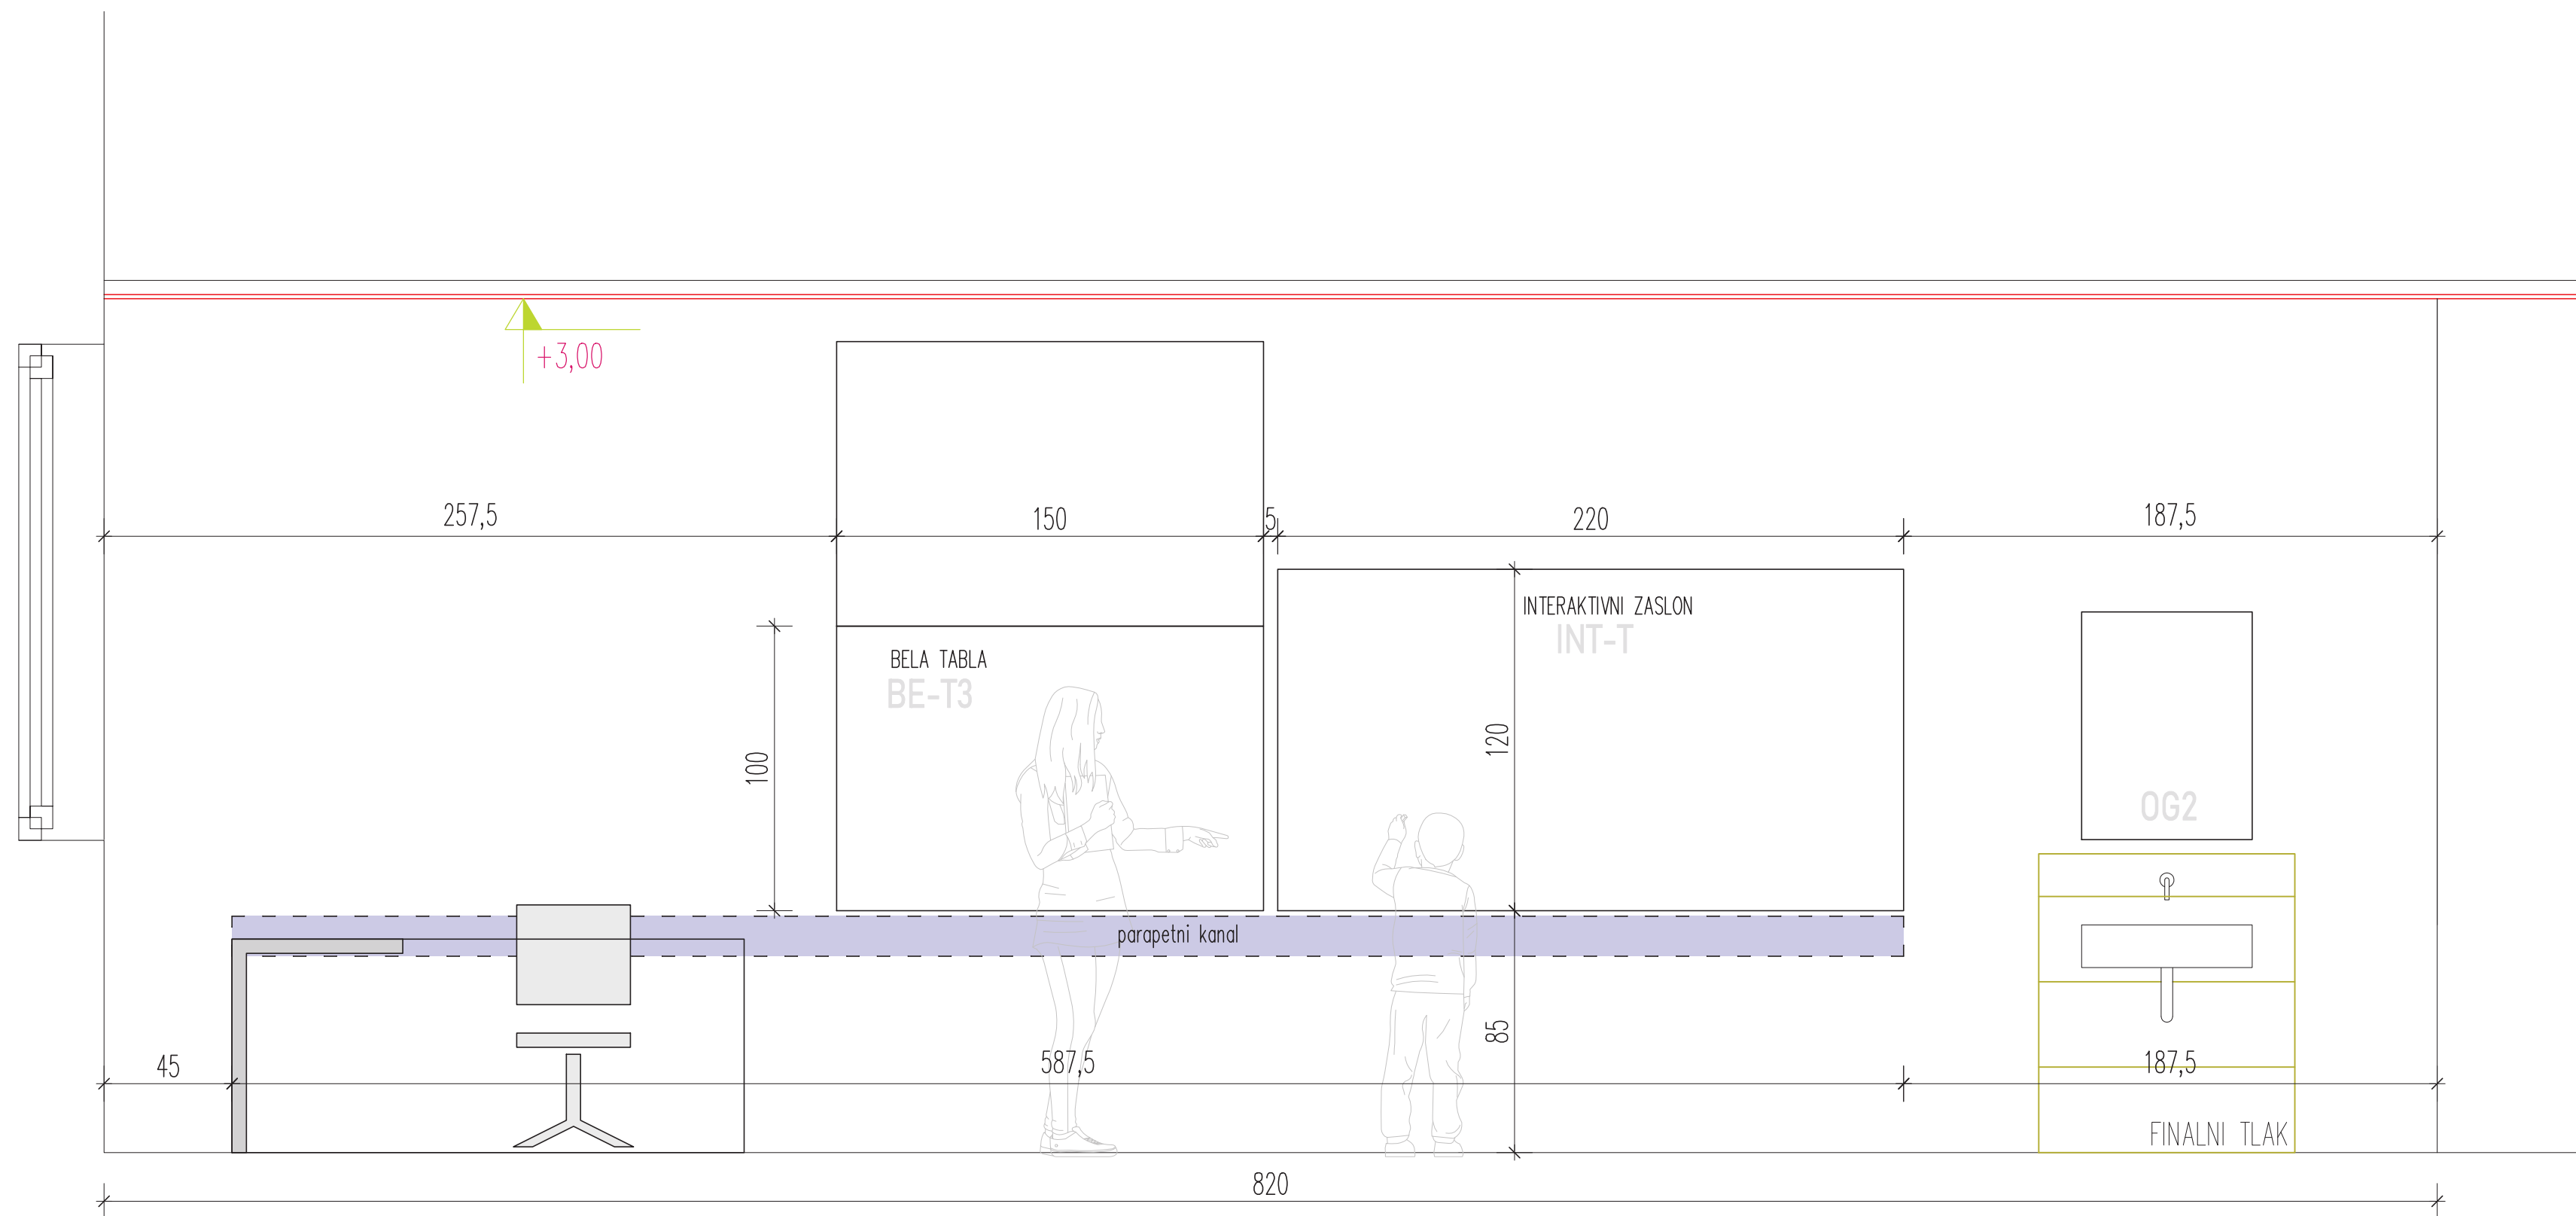 +3,00
257,5
150
5
220
187,5
INTERAKTIVNI ZASLON
INT-T
BELA TABLA
BE-T3
100
120
OG2
parapetni kanal
85
45
587,5
187,5
FINALNI TLAK
820